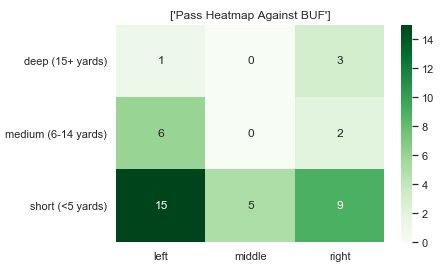 ['Pass Heatmap Against BUF']
deep (15+ yards) 1 0 3
medium (6-14 yards) 6 0 2
short (<5 yards) 15 5 9
left middle right
14
12
10
8
6
4
2
0